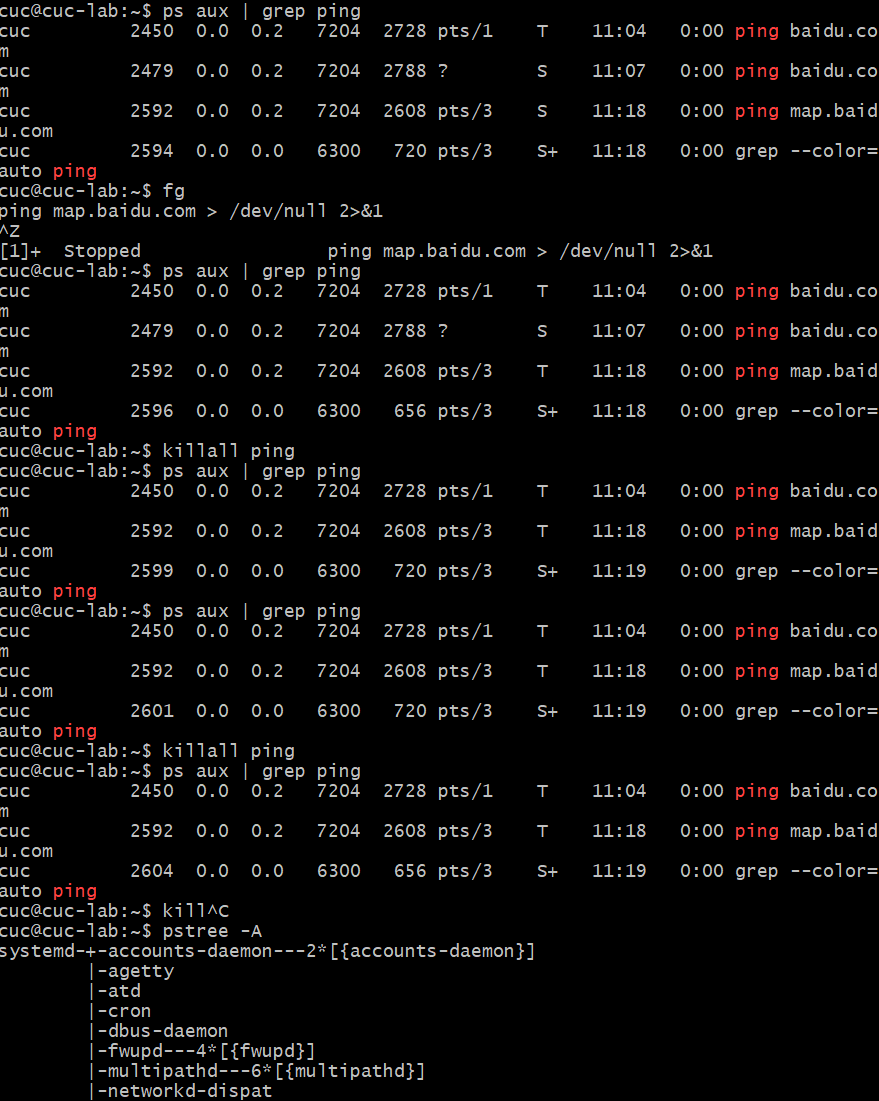 cuc@cuc-lab:~$ ps aux | grep ping
cuc         2450  0.0  0.2   7204  2728 pts/1    T    11:04   0:00 ping baidu.co
m
cuc         2479  0.0  0.2   7204  2788 ?        S    11:07   0:00 ping baidu.co
m
cuc         2592  0.0  0.2   7204  2608 pts/3    S    11:18   0:00 ping map.baid
u.com
cuc         2594  0.0  0.0   6300   720 pts/3    S+   11:18   0:00 grep --color=
auto ping
cuc@cuc-lab:~$ fg
ping map.baidu.com > /dev/null 2>&1
^Z
[1]+  Stopped                 ping map.baidu.com > /dev/null 2>&1
cuc@cuc-lab:~$ ps aux | grep ping
cuc         2450  0.0  0.2   7204  2728 pts/1    T    11:04   0:00 ping baidu.co
m
cuc         2479  0.0  0.2   7204  2788 ?        S    11:07   0:00 ping baidu.co
m
cuc         2592  0.0  0.2   7204  2608 pts/3    T    11:18   0:00 ping map.baid
u.com
cuc         2596  0.0  0.0   6300   656 pts/3    S+   11:18   0:00 grep --color=
auto ping
cuc@cuc-lab:~$ killall ping
cuc@cuc-lab:~$ ps aux | grep ping
cuc         2450  0.0  0.2   7204  2728 pts/1    T    11:04   0:00 ping baidu.co
m
cuc         2592  0.0  0.2   7204  2608 pts/3    T    11:18   0:00 ping map.baid
u.com
cuc         2599  0.0  0.0   6300   720 pts/3    S+   11:19   0:00 grep --color=
auto ping
cuc@cuc-lab:~$ ps aux | grep ping
cuc         2450  0.0  0.2   7204  2728 pts/1    T    11:04   0:00 ping baidu.co
m
cuc         2592  0.0  0.2   7204  2608 pts/3    T    11:18   0:00 ping map.baid
u.com
cuc         2601  0.0  0.0   6300   720 pts/3    S+   11:19   0:00 grep --color=
auto ping
cuc@cuc-lab:~$ killall ping
cuc@cuc-lab:~$ ps aux | grep ping
cuc         2450  0.0  0.2   7204  2728 pts/1    T    11:04   0:00 ping baidu.co
m
cuc         2592  0.0  0.2   7204  2608 pts/3    T    11:18   0:00 ping map.baid
u.com
cuc         2604  0.0  0.0   6300   656 pts/3    S+   11:19   0:00 grep --color=
auto ping
cuc@cuc-lab:~$ kill^C
cuc@cuc-lab:~$ pstree -A
systemd-+-accounts-daemon---2*[{accounts-daemon}]
        |-agetty
        |-atd
        |-cron
        |-dbus-daemon
        |-fwupd---4*[{fwupd}]
        |-multipathd---6*[{multipathd}]
        |-networkd-dispat